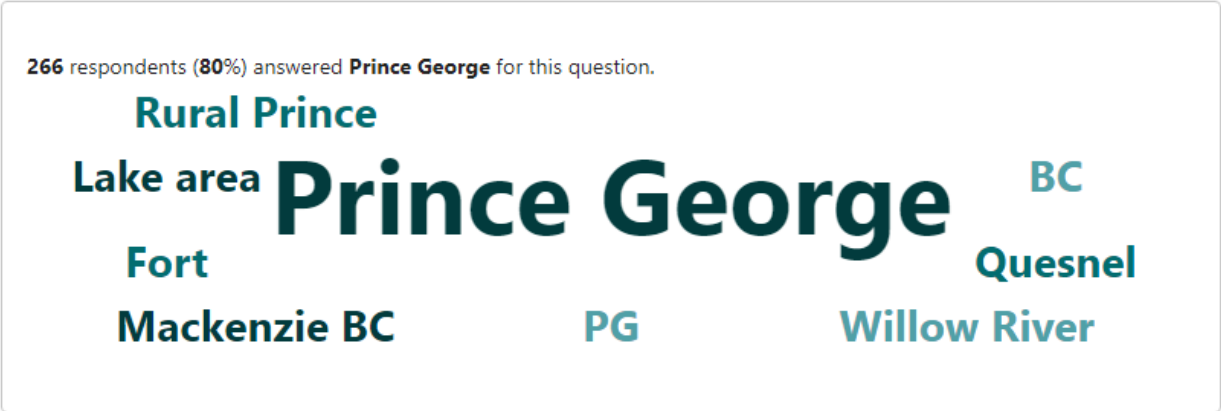 266 respondents (80%) answered Prince George for this question.
Rural Prince
Lake area Prince George BC
Fort Quesnel
Mackenzie BC PG Willow River